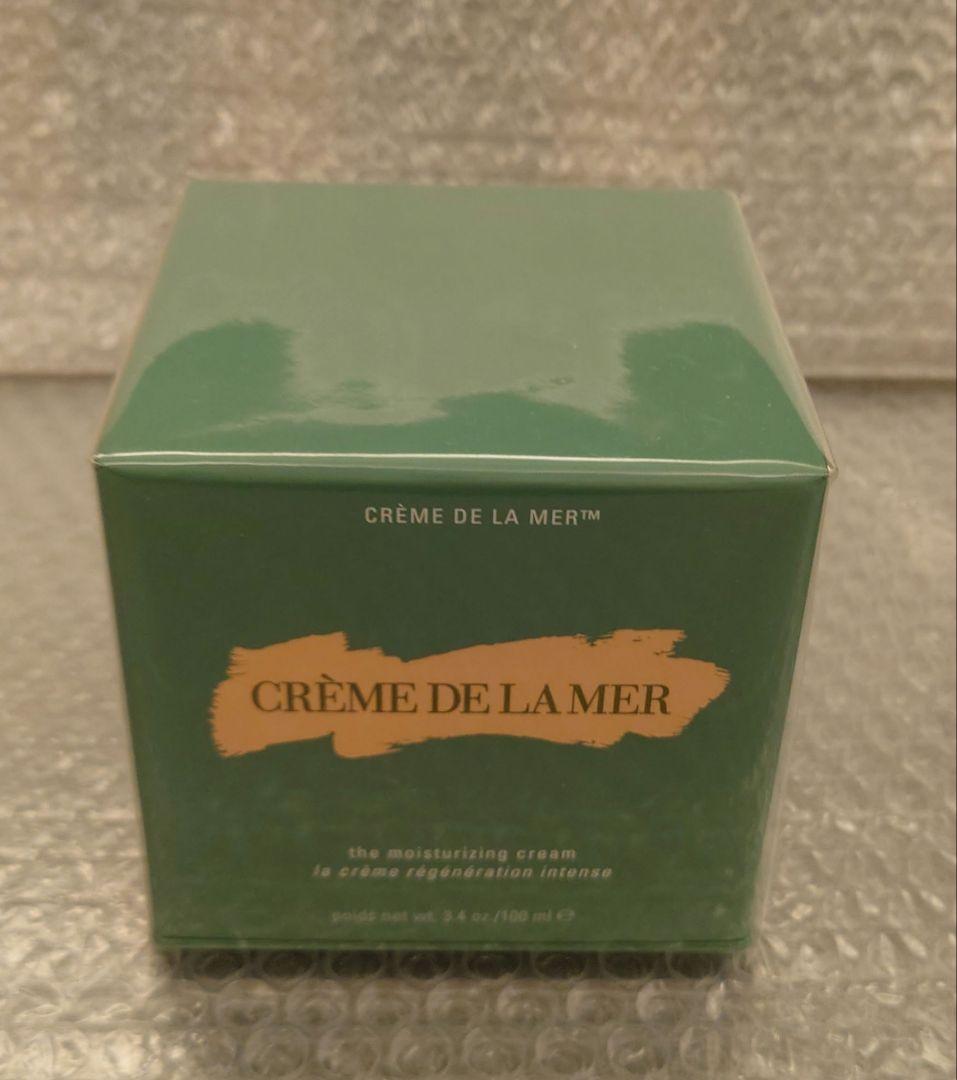 CRÈME DE LA MER™
CRÈME DE LA MER
the moisturizing cream
la crème régénération intense
poids net wt. 3.4 oz./100 ml ℮